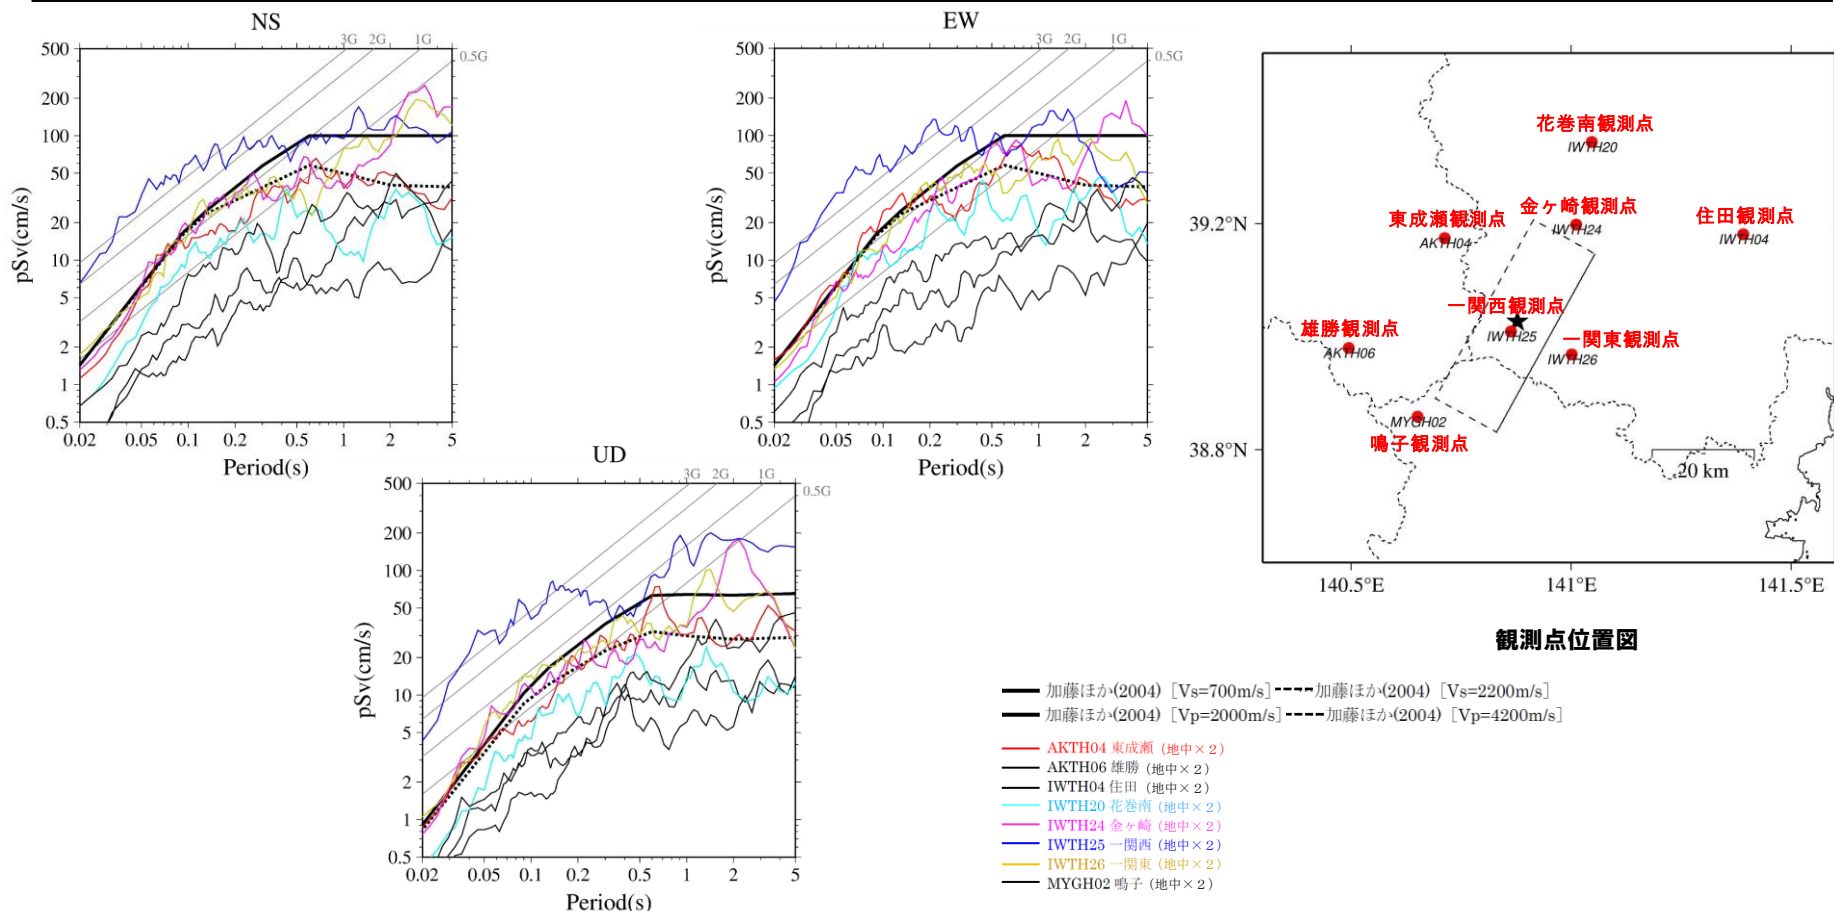 NS
3G 2G 1G
0.5G
500
200
100
50
20
10
5
2
1
0.5
pSv(cm/s)
0.02 0.05 0.1 0.2 0.5 1 2 5
Period(s)
EW
3G 2G 1G
0.5G
500
200
100
50
20
10
5
2
1
0.5
pSv(cm/s)
0.02 0.05 0.1 0.2 0.5 1 2 5
Period(s)
UD
3G 2G 1G
0.5G
500
200
100
50
20
10
5
2
1
0.5
pSv(cm/s)
0.02 0.05 0.1 0.2 0.5 1 2 5
Period(s)
花巻南観測点
IWTH20
39.2°N
東成瀬観測点
AKTH04
金ヶ崎観測点
IWTH24
住田観測点
IWTH04
一関西観測点
IWTH25
雄勝観測点
AKTH06
一関東観測点
IWTH26
MYGH02
鳴子観測点
38.8°N
20 km
140.5°E 141°E 141.5°E
観測点位置図
加藤ほか(2004)[Vs=700m/s] 加藤ほか(2004)[Vs=2200m/s]
加藤ほか(2004)[Vp=2000m/s] 加藤ほか(2004)[Vp=4200m/s]
AKTH04 東成瀬(地中×2)
AKTH06 雄勝(地中×2)
IWTH04 住田(地中×2)
IWTH20 花巻南(地中×2)
IWTH24 金ヶ崎(地中×2)
IWTH25 一関西(地中×2)
IWTH26 一関東(地中×2)
MYGH02 鳴子(地中×2)